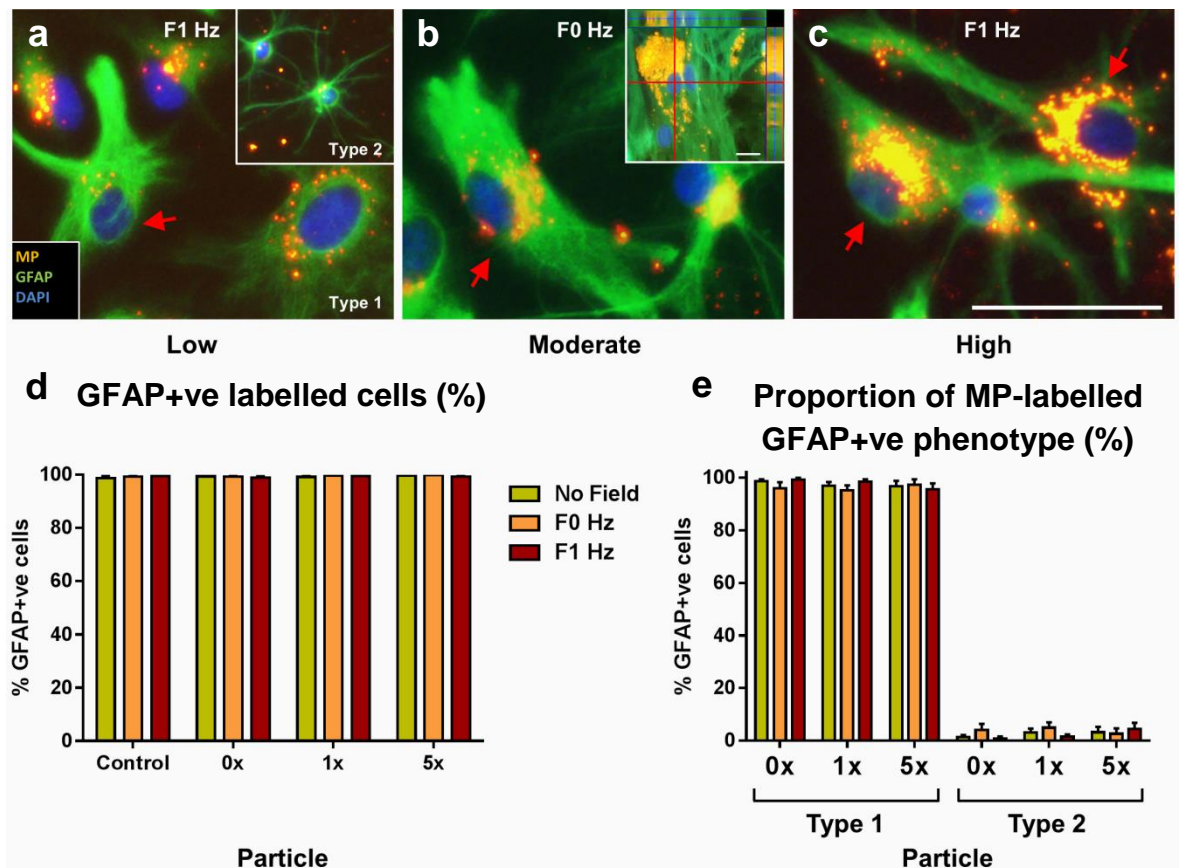 a
F1 Hz
Type 2
MP
GFAP
DAPI
Type 1
b
F0 Hz
c
F1 Hz
Low
Moderate
High
d
GFAP+ve labelled cells (%)
% GFAP+ve cells
100
80
60
40
20
0
Control
0x
1x
5x
Particle
No Field
F0 Hz
F1 Hz
e
Proportion of MP-labelled
GFAP+ve phenotype (%)
% GFAP+ve cells
100
80
60
40
20
0
0x
1x
5x
0x
1x
5x
Type 1
Type 2
Particle